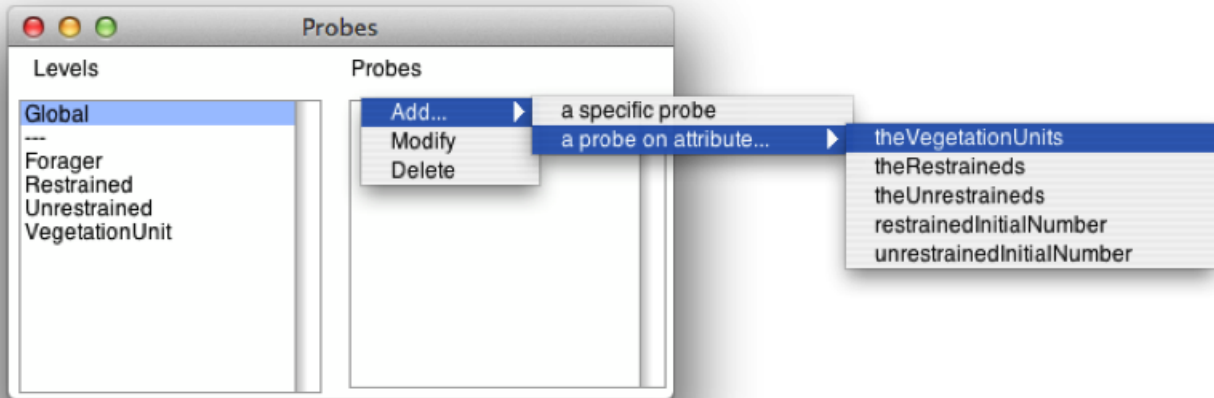 Probes
Levels
Probes
Global
---
Forager
Restrained
Unrestrained
VegetationUnit
Add...
Modify
Delete
a specific probe
a probe on attribute...
theVegetationUnits
theRestraineds
theUnrestraineds
restrainedInitialNumber
unrestrainedInitialNumber